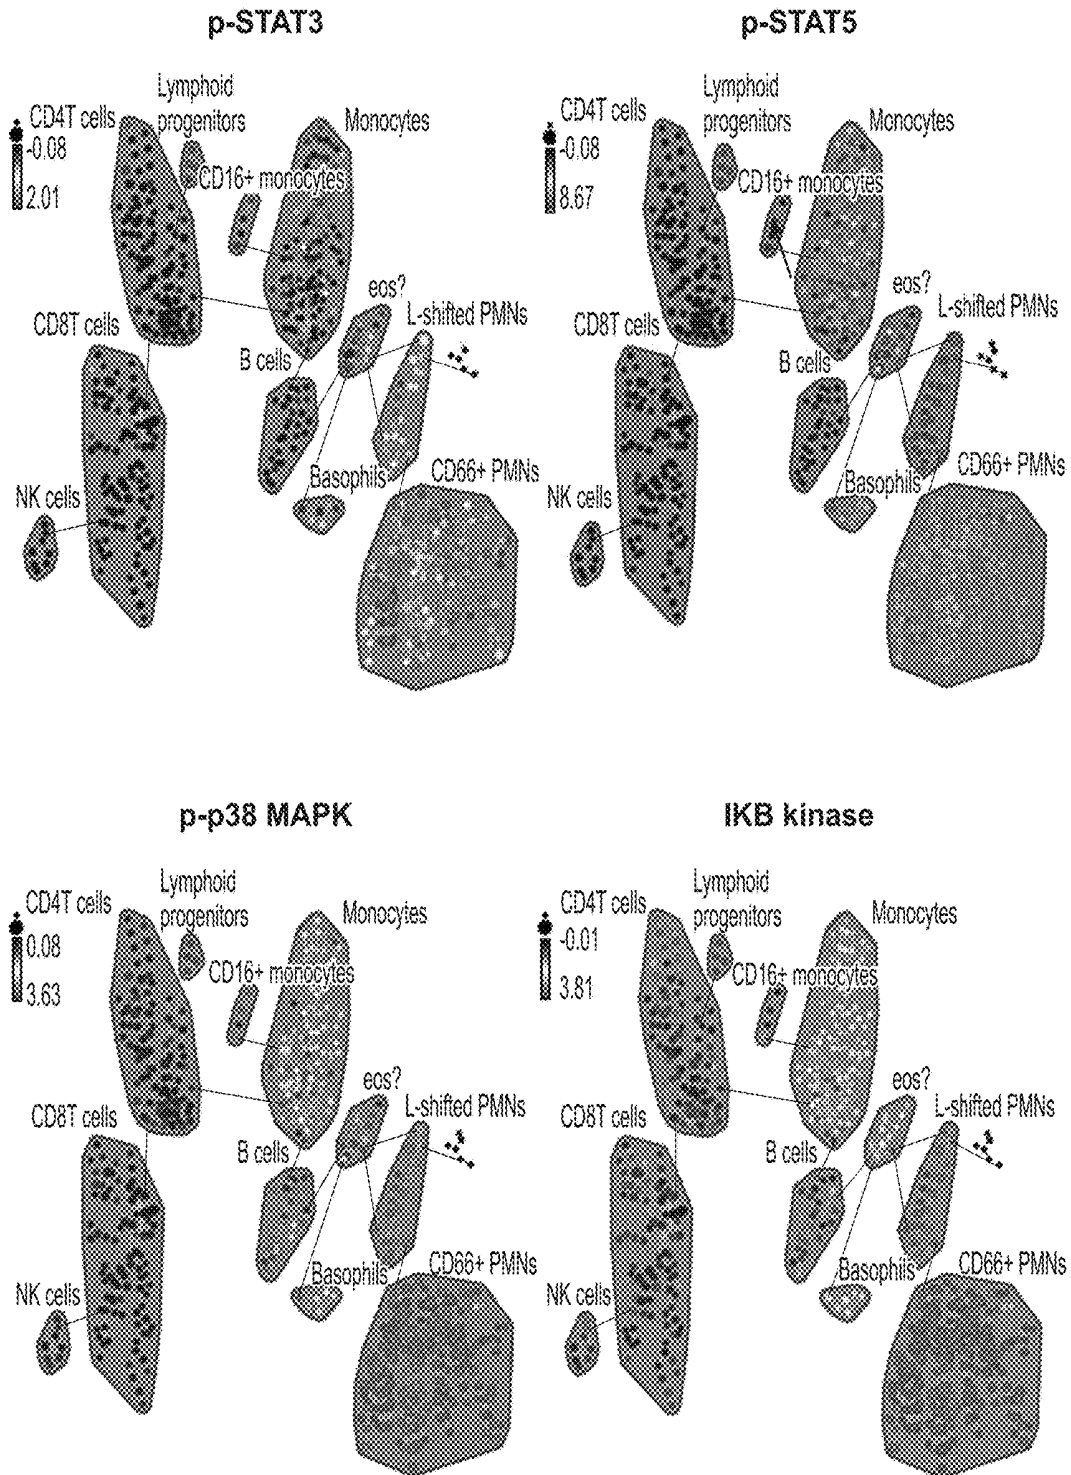 p-STAT3
Lymphoid
progenitors
CD4T cells
Monocytes
-0.08
2.01
CD16+ monocytes
eos?
CD8T cells
L-shifted PMNs
B cells
Basophils
CD66+ PMNs
NK cells
p-STAT5
Lymphoid
progenitors
CD4T cells
Monocytes
-0.08
8.67
CD16+ monocytes
eos?
CD8T cells
L-shifted PMNs
B cells
Basophils
CD66+ PMNs
NK cells
p-p38 MAPK
Lymphoid
progenitors
CD4T cells
Monocytes
0.08
3.63
CD16+ monocytes
eos?
CD8T cells
L-shifted PMNs
B cells
Basophils
CD66+ PMNs
NK cells
IKB kinase
Lymphoid
progenitors
CD4T cells
Monocytes
-0.01
3.81
CD16+ monocytes
eos?
CD8T cells
L-shifted PMNs
B cells
Basophils
CD66+ PMNs
NK cells